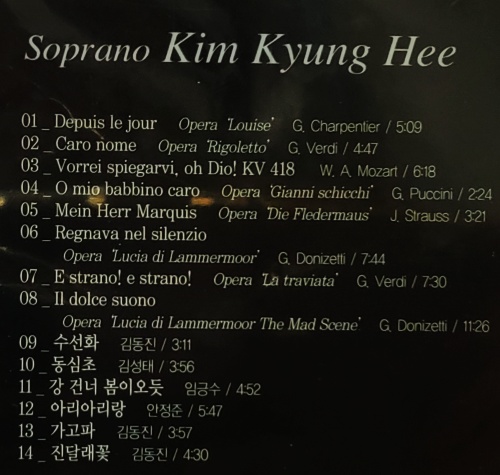 Soprano Kim Kyung Hee
01 _ Depuis le jour Opera 'Louise' G. Charpentier / 5:09
02 _ Caro nome Opera 'Rigoletto' G. Verdi / 4:47
03 _ Vorrei spiegarvi, oh Dio! KV 418 W. A. Mozart / 6:18
04 _ O mio babbino caro Opera 'Gianni schicchi' G. Puccini / 2:24
05 _ Mein Herr Marquis Opera 'Die Fledermaus' J. Strauss / 3:21
06 _ Regnava nel silenzio
Opera 'Lucia di Lammermoor' G. Donizetti / 7:44
07 _ E strano! e strano! Opera 'La traviata' G. Verdi / 7:30
08 _ Il dolce suono
Opera 'Lucia di Lammermoor The Mad Scene' G. Donizetti / 11:26
09 _ 수선화 김동진 / 3:11
10 _ 동심초 김성태 / 3:56
11 _ 강 건너 봄이오듯 임긍수 / 4:52
12 _ 아리아리랑 안정준 / 5:47
13 _ 가고파 김동진 / 3:57
14 _ 진달래꽃 김동진 / 4:30